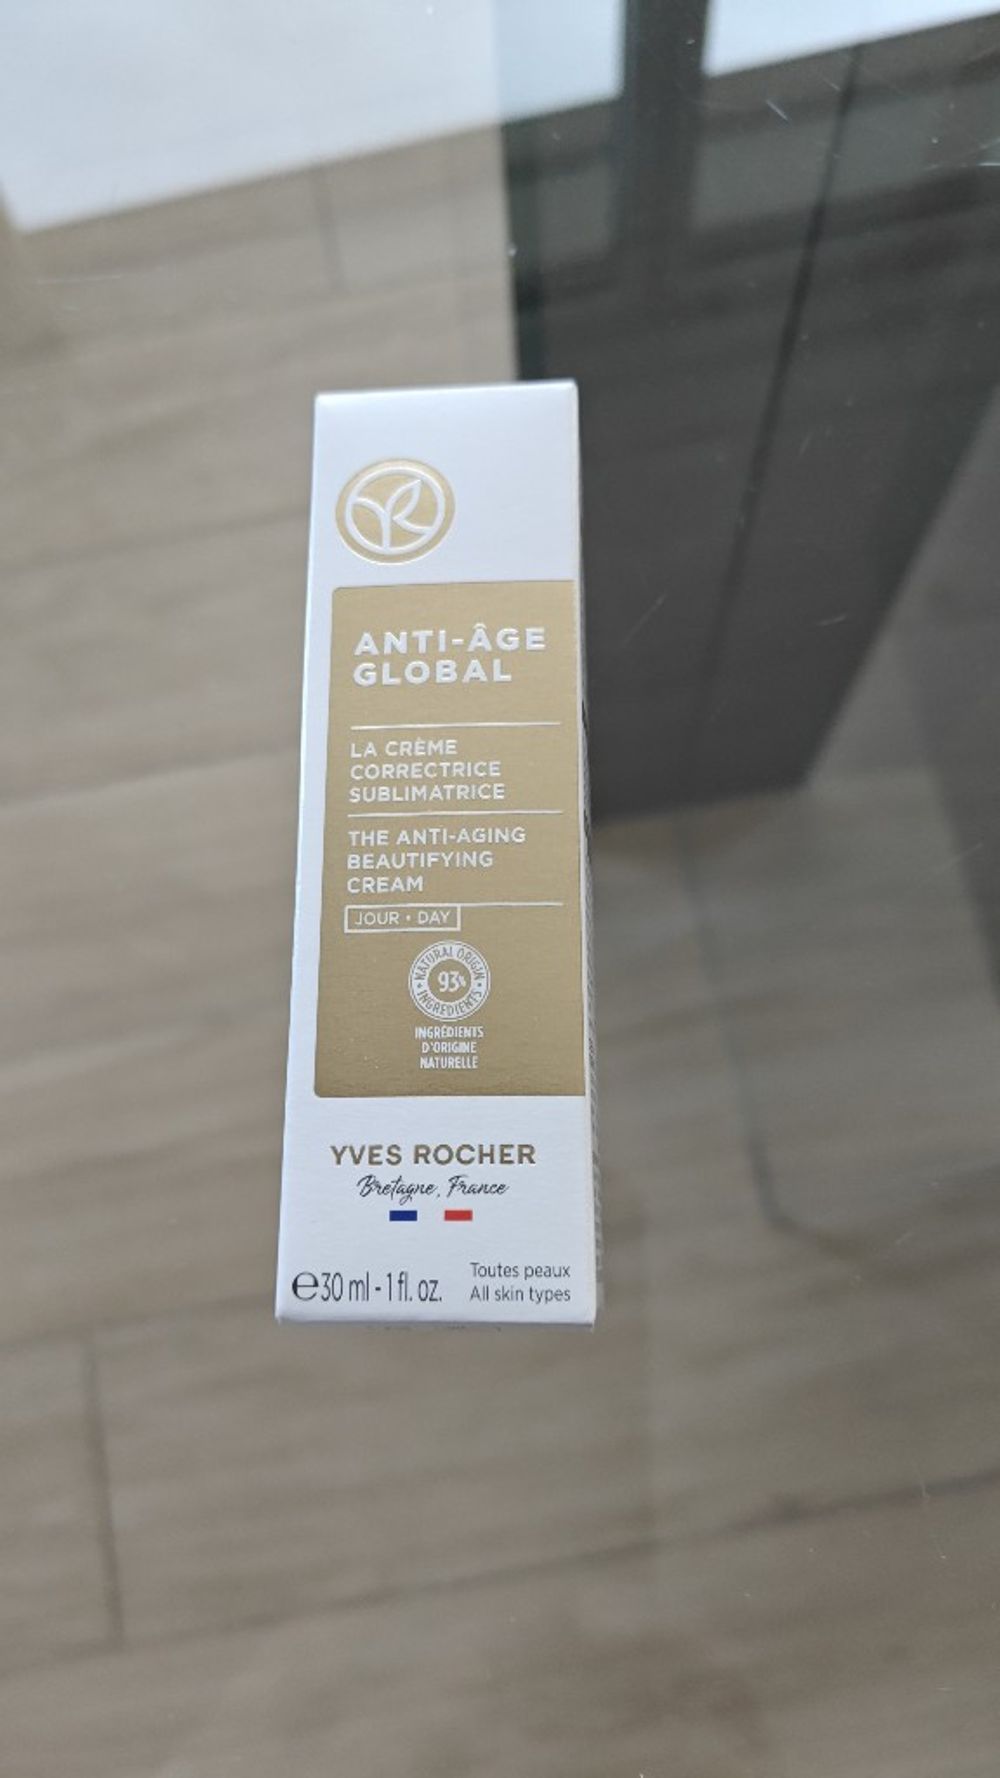 ANTI-ÂGE
GLOBAL
LA CRÈME
CORRECTRICE
SUBLIMATRICE
THE ANTI-AGING
BEAUTIFYING
CREAM
JOUR • DAY
NATURAL ORIGIN
93%
INGREDIENTS
INGRÉDIENTS
D'ORIGINE
NATURELLE
YVES ROCHER
Bretagne, France
℮30 ml - 1 fl. oz.
Toutes peaux
All skin types